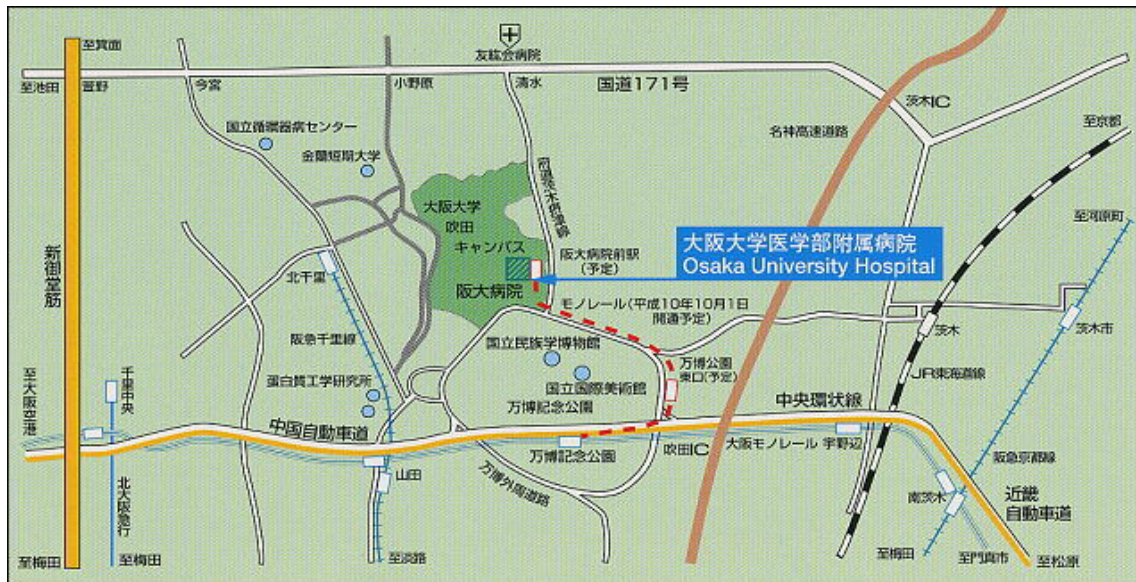 至箕面
友紘会病院
至池田
萱野
今宮
小野原
清水
国道171号
茨木IC
国立循環器病センター
金蘭短期大学
名神高速道路
至京都
府道茨木摂津線
大阪大学
吹田
キャンパス
至河原町
新御堂筋
阪大病院前駅
(予定)
大阪大学医学部附属病院
Osaka University Hospital
北千里
阪大病院
モノレール(平成10年10月1日
開通予定)
阪急千里線
国立民族学博物館
茨木
茨木市
万博公園
東口(予定)
至大阪空港
千里中央
蛋白質工学研究所
国立国際美術館
JR東海道線
万博記念公園
中央環状線
中国自動車道
万博記念公園
吹田IC
大阪モノレール
宇野辺
阪急京都線
山田
万博外周道路
北大阪急行
南茨木
近畿
自動車道
至梅田
至梅田
至淡路
至梅田
至門真市
至松原